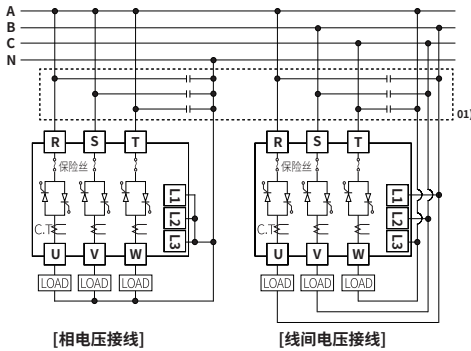 A
B
C
N
01)
R S T R S T
保险丝 保险丝
L1 L1
L2 L2
C.T C.T
L3 L3
U V W U V W
LOAD LOAD LOAD LOAD LOAD LOAD
[相电压接线] [线间电压接线]